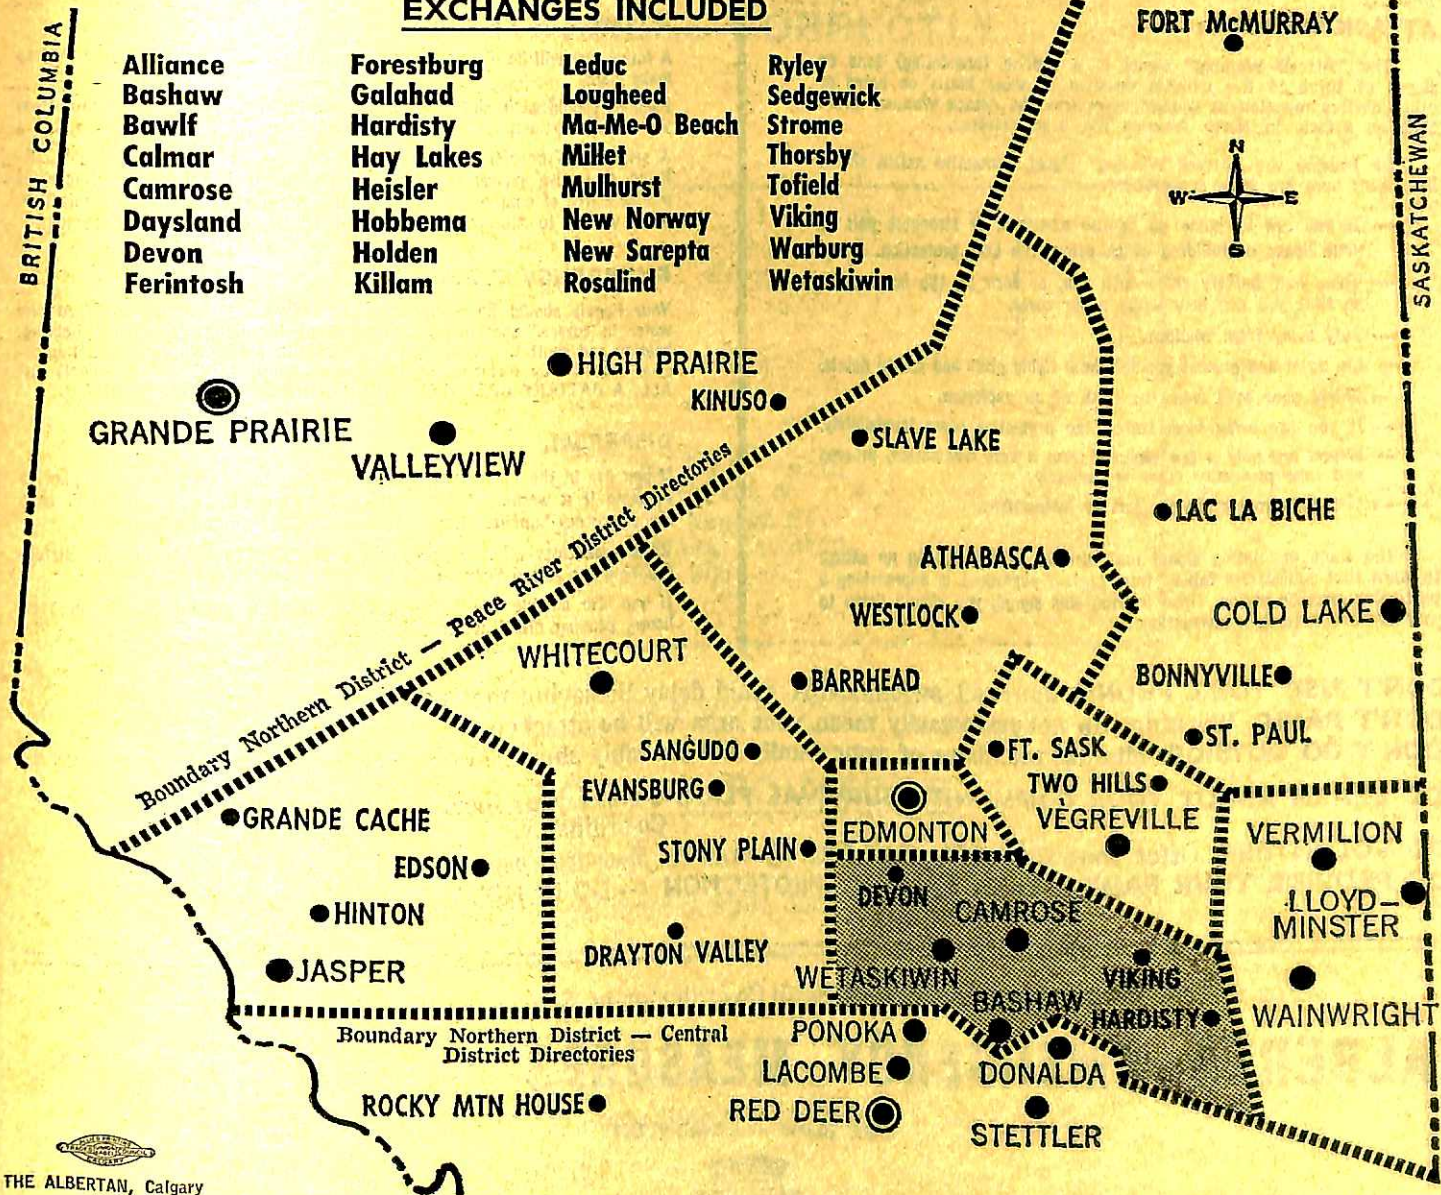 EXCHANGES INCLUDED
Alliance
Bashaw
Bawlf
Calmar
Camrose
Daysland
Devon
Ferintosh
Forestburg
Galahad
Hardisty
Hay Lakes
Heisler
Hobbema
Holden
Killam
Leduc
Lougheed
Ma-Me-O Beach
Millet
Mulhurst
New Norway
New Sarepta
Rosalind
Ryley
Sedgewick
Strome
Thorsby
Tofield
Viking
Warburg
Wetaskiwin
BRITISH COLUMBIA
FORT McMURRAY
N
W E
S
SASKATCHEWAN
HIGH PRAIRIE
KINUSO
GRANDE PRAIRIE
VALLEYVIEW
SLAVE LAKE
Boundary Northern District — Peace River District Directories
LAC LA BICHE
ATHABASCA
WESTLOCK
COLD LAKE
WHITECOURT
BARRHEAD
BONNYVILLE
SANGUDO
FT. SASK
ST. PAUL
EVANSBURG
TWO HILLS
GRANDE CACHE
EDMONTON
VEGREVILLE
VERMILION
EDSON
STONY PLAIN
DEVON
CAMROSE
LLOYD-
MINSTER
HINTON
DRAYTON VALLEY
JASPER
WETASKIWIN
VIKING
BASHAW
HARDISTY
WAINWRIGHT
Boundary Northern District — Central
District Directories
PONOKA
LACOMBE
DONALDA
ROCKY MTN HOUSE
RED DEER
STETTLER
THE ALBERTAN, Calgary